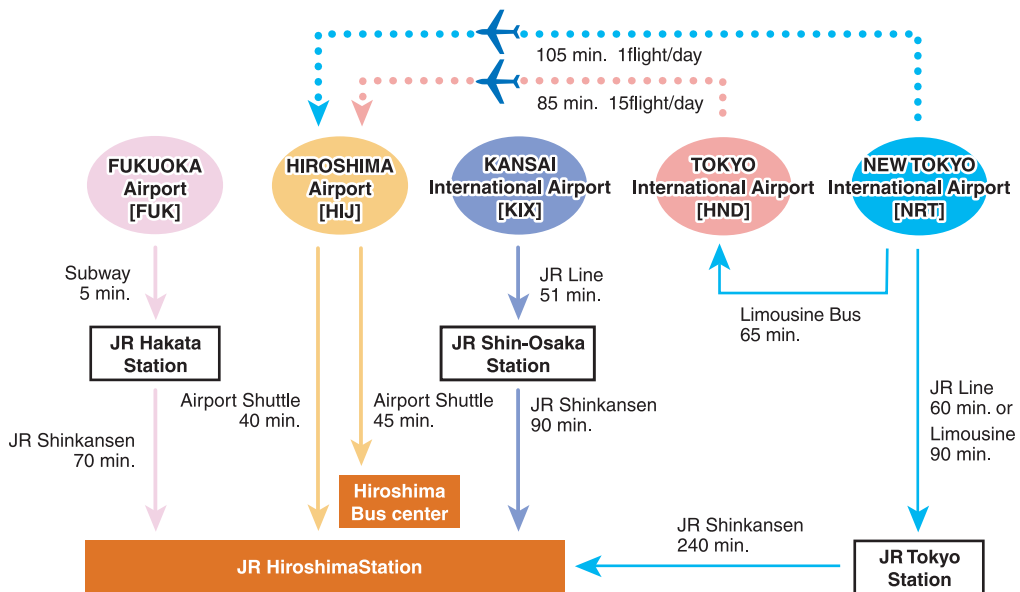 105 min.  1flight/day
85 min.  15flight/day
FUKUOKA
Airport
[FUK]
HIROSHIMA
Airport
[HIJ]
KANSAI
International Airport
[KIX]
TOKYO
International Airport
[HND]
NEW TOKYO
International Airport
[NRT]
Subway
5 min.
JR Line
51 min.
Limousine Bus
65 min.
JR Hakata
Station
JR Shin-Osaka
Station
JR Line
60 min. or
Limousine
90 min.
JR Shinkansen
70 min.
Airport Shuttle
40 min.
Airport Shuttle
45 min.
JR Shinkansen
90 min.
Hiroshima
Bus center
JR Shinkansen
240 min.
JR HiroshimaStation
JR Tokyo
Station